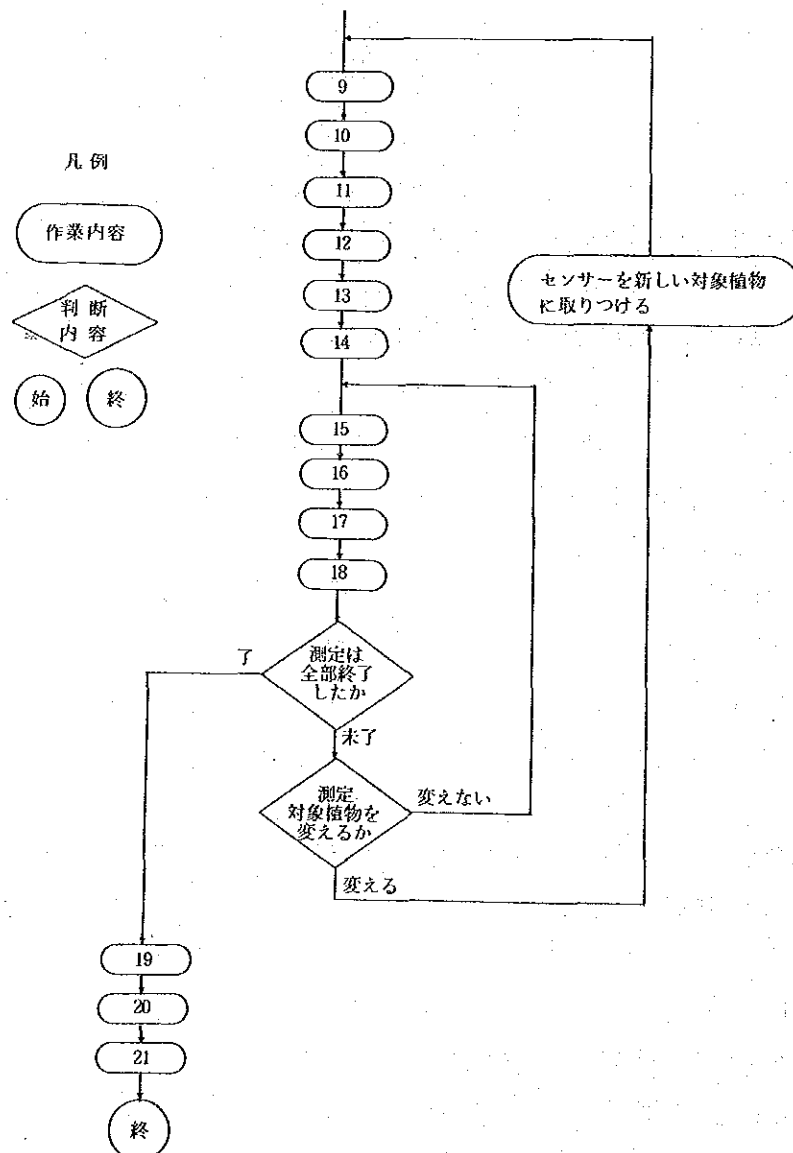 9
10
凡例
11
作業内容
12
センサーを新しい対象植物
に取りつける
13
判断
内容
14
始
終
15
16
17
18
了
測定は
全部終了
したか
未了
測定
対象植物を
変えるか
変えない
変える
19
20
21
終